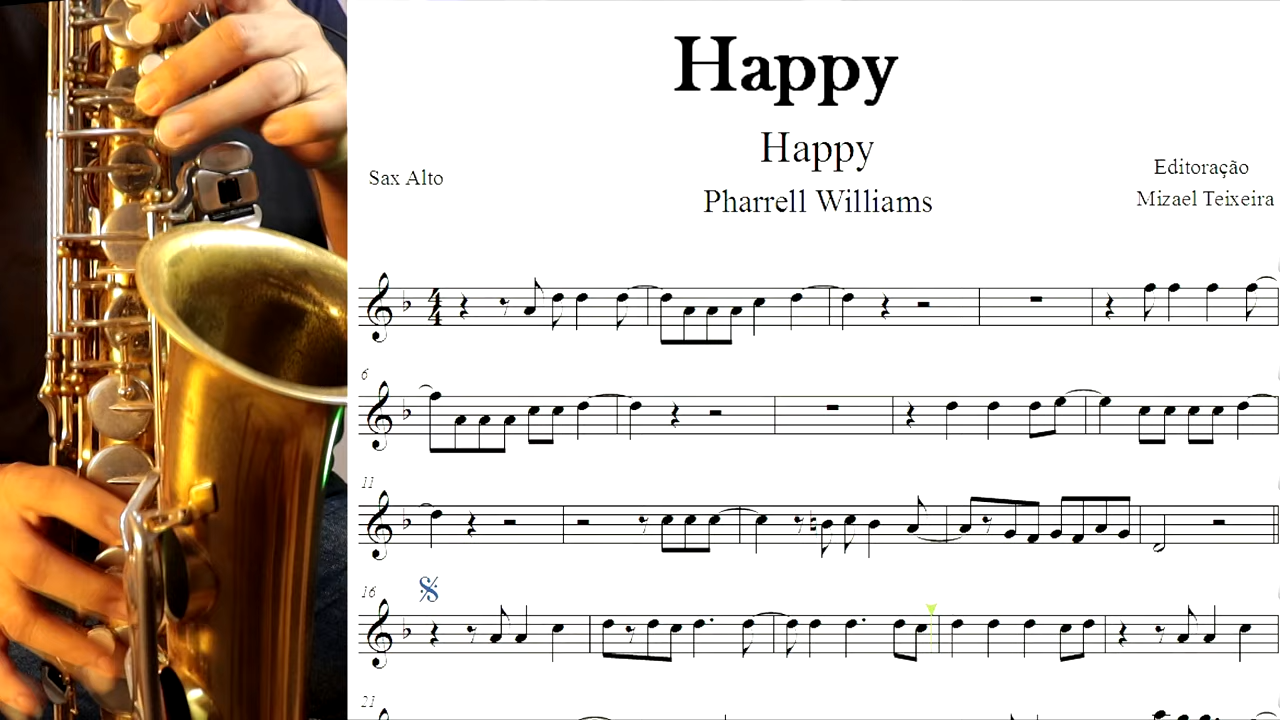 Happy
Happy
Sax Alto
Pharrell Williams
Editoração
Mizael Teixeira
4
4
6
11
16
21